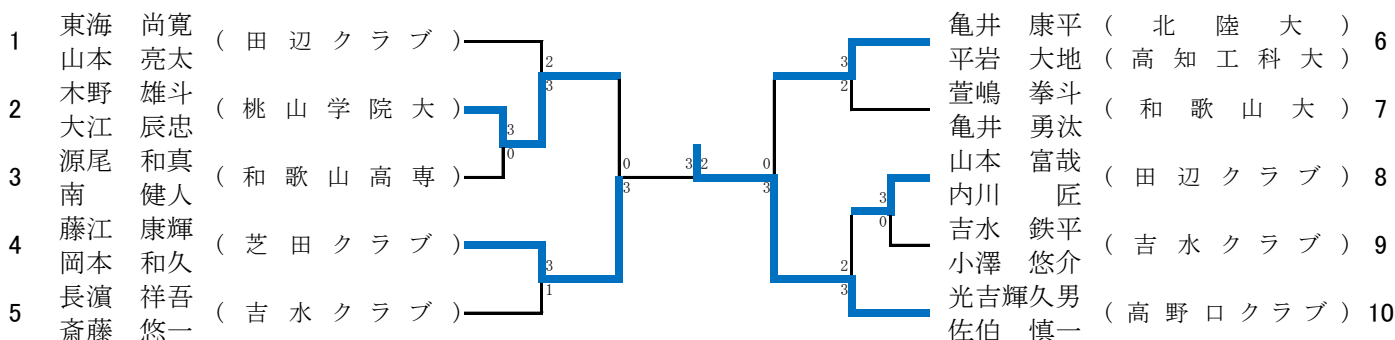 1 東海 尚寛 ( 田辺クラブ )
山本 亮太
2 木野 雄斗 ( 桃山学院大 )
大江 辰忠
3 源尾 和真 ( 和歌山高専 )
南 健人
4 藤江 康輝 ( 芝田クラブ )
岡本 和久
5 長濵 祥吾 ( 吉水クラブ )
斎藤 悠一
2
3
3
0
3
1
0
3
3 2
0
3
3
2
3
0
2
3
亀井 康平 ( 北陸大 ) 6
平岩 大地 ( 高知工科大 )
萱嶋 拳斗 ( 和歌山大 ) 7
亀井 勇汰
山本 富哉 ( 田辺クラブ ) 8
内川 匠
吉水 鉄平 ( 吉水クラブ ) 9
小澤 悠介
光吉輝久男 ( 高野口クラブ ) 10
佐伯 慎一